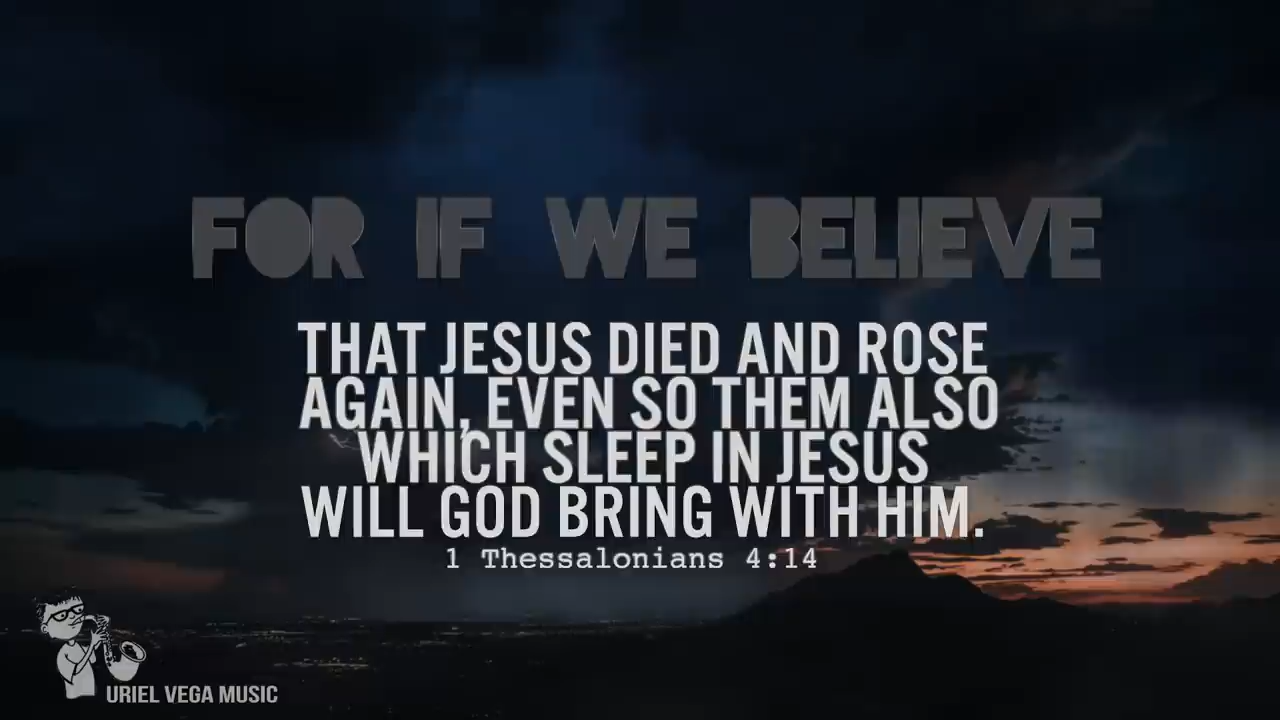 FOR IF WE BELIEVE
THAT JESUS DIED AND ROSE
AGAIN, EVEN SO THEM ALSO
WHICH SLEEP IN JESUS
WILL GOD BRING WITH HIM.
1 Thessalonians 4:14
URIEL VEGA MUSIC